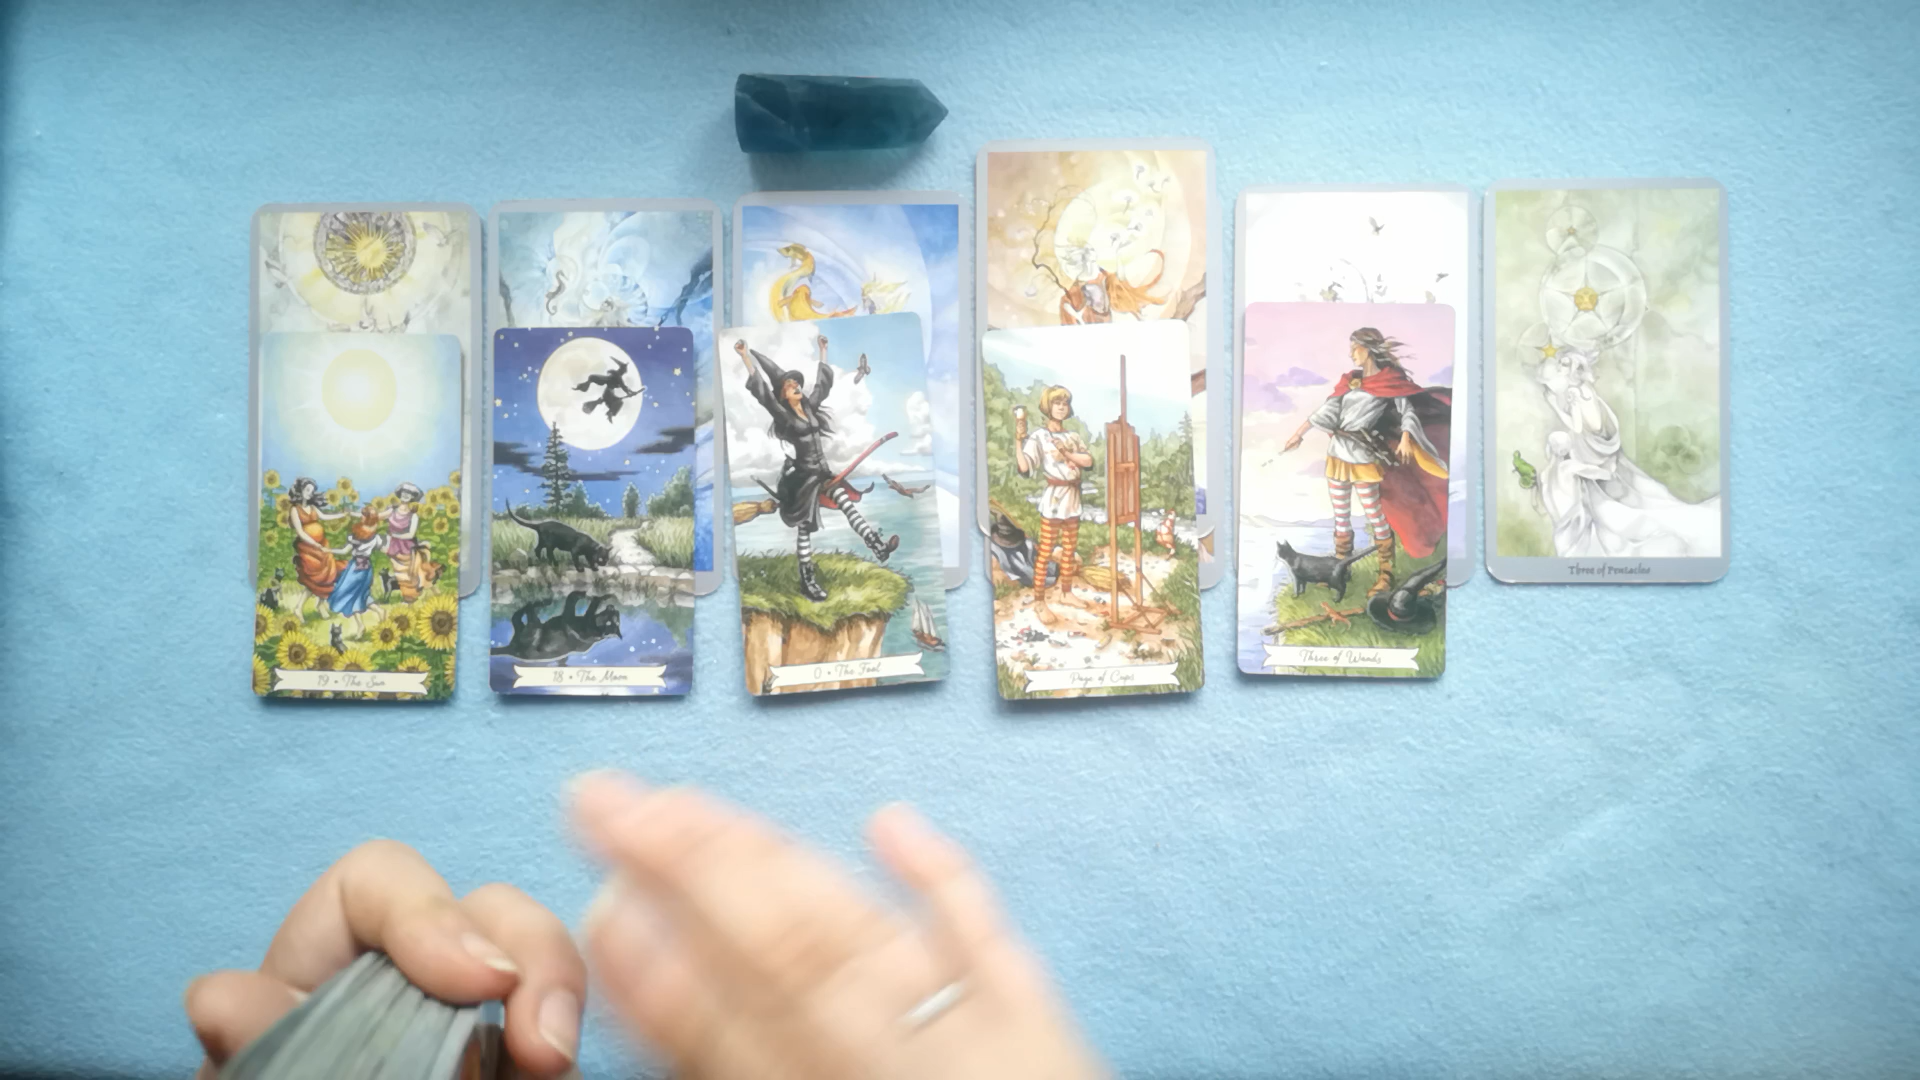 19 • The Sun
18 • The Moon
0 • The Fool
Page of Cups
Three of Wands
Three of Pentacles